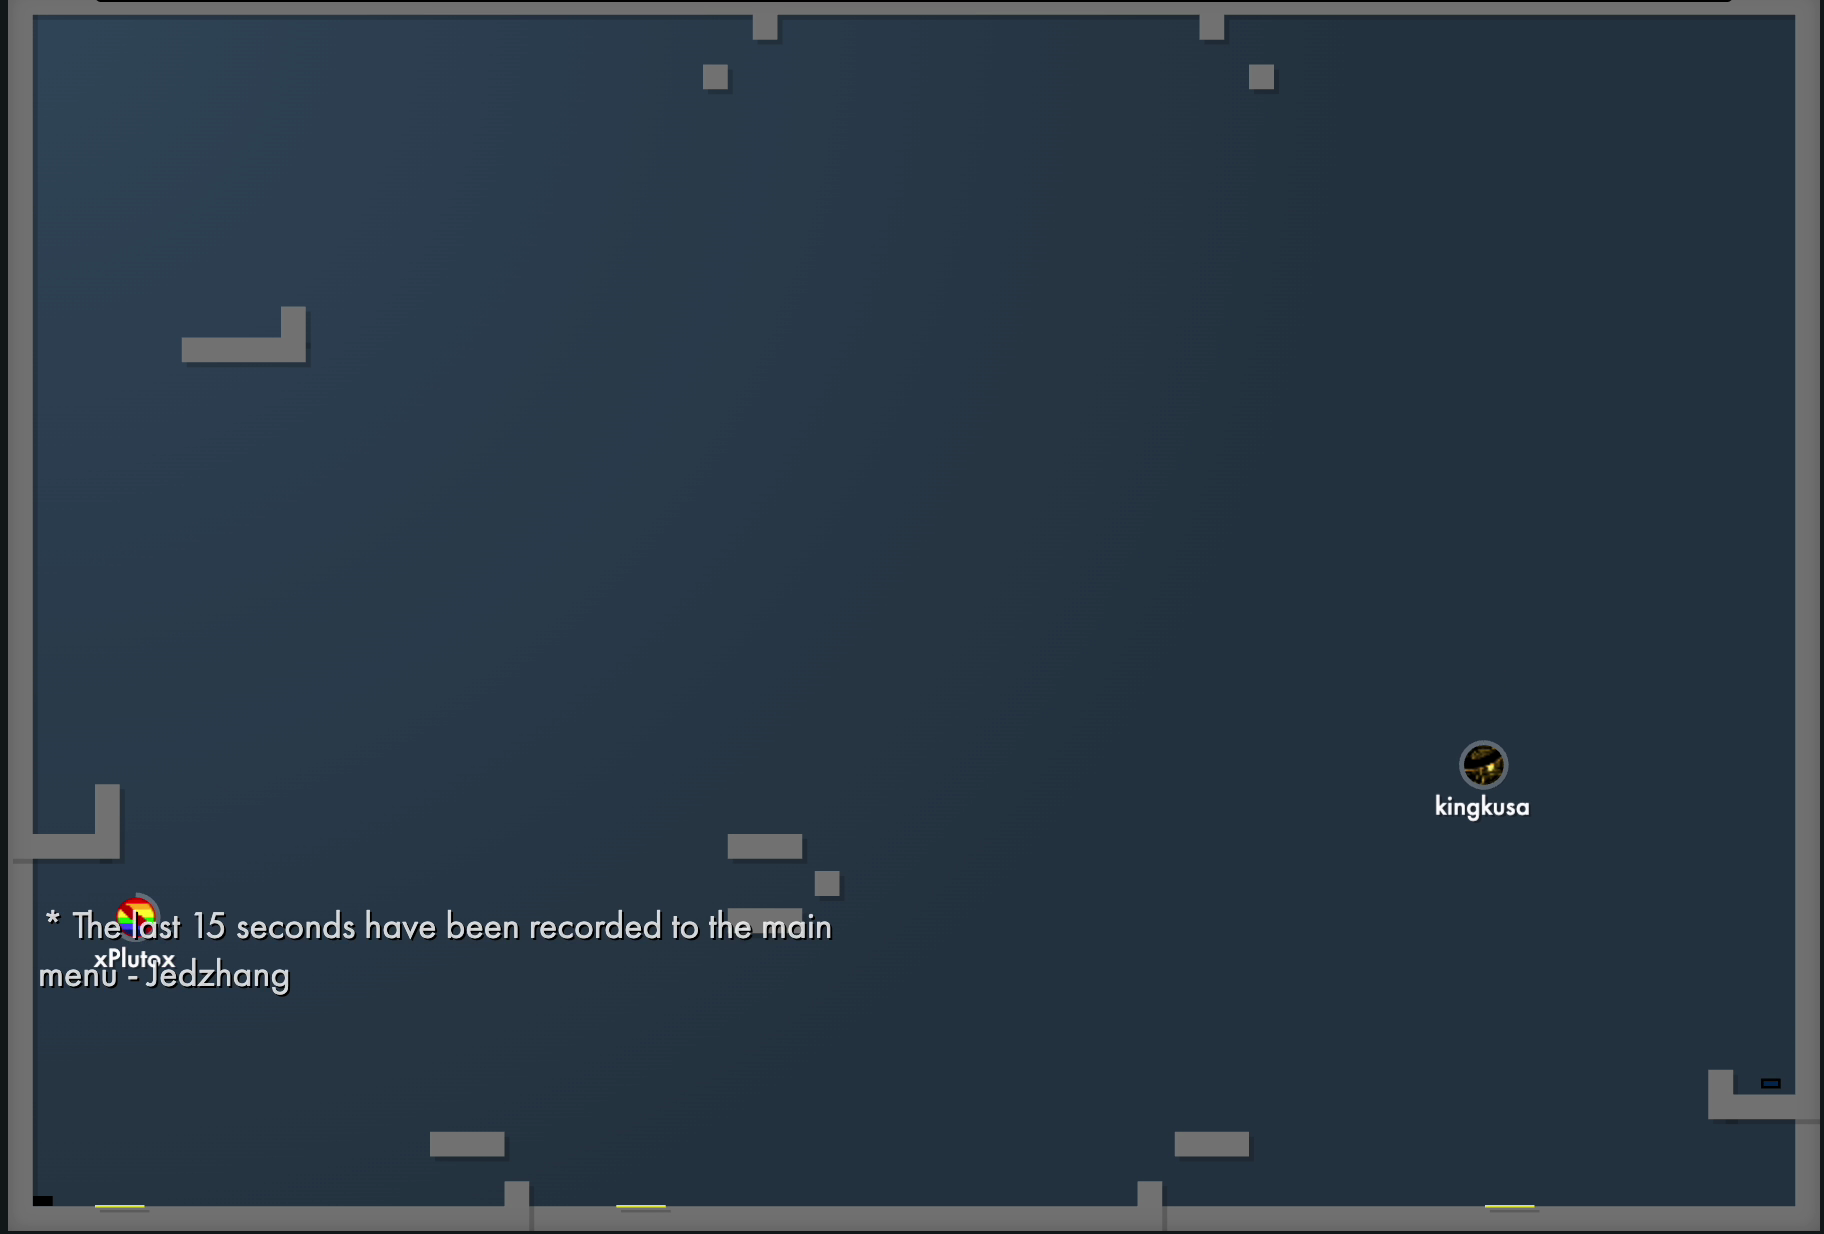 kingkusa
* The last 15 seconds have been recorded to the main
xPlutox
menu - Jedzhang